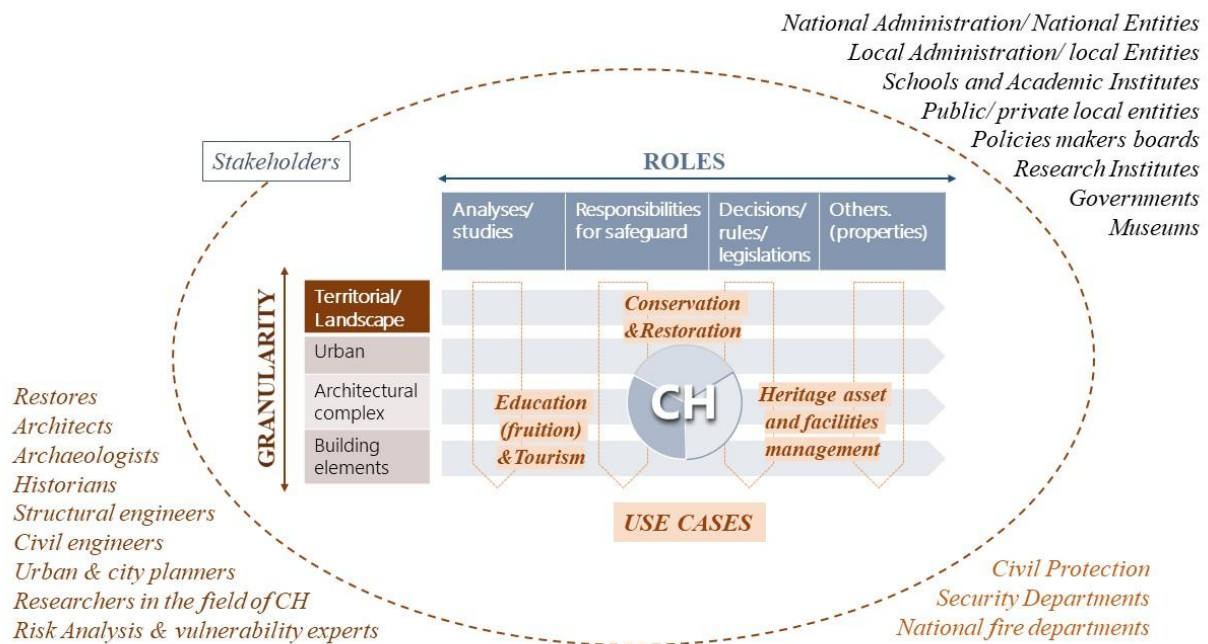 National Administration/ National Entities
Local Administration/ local Entities
Schools and Academic Institutes
Public/ private local entities
Policies makers boards
Research Institutes
Governments
Museums
Stakeholders
ROLES
Analyses/
studies
Responsibilities
for safeguard
Decisions/
rules/
legislations
Others.
(properties)
GRANULARITY
Territorial/
Landscape
Urban
Architectural
complex
Building
elements
Conservation
&Restoration
CH
Education
(fruition)
&Tourism
Heritage asset
and facilities
management
USE CASES
Restores
Architects
Archaeologists
Historians
Structural engineers
Civil engineers
Urban & city planners
Researchers in the field of CH
Risk Analysis & vulnerability experts
Civil Protection
Security Departments
National fire departments